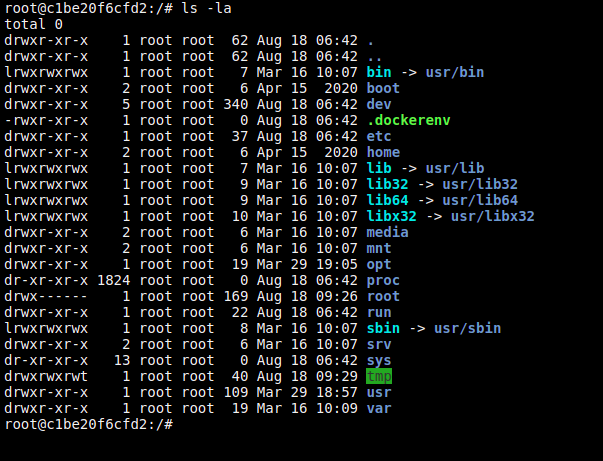 root@c1be20f6cfd2:/# ls -la
total 0
drwxr-xr-x    1 root root  62 Aug 18 06:42 .
drwxr-xr-x    1 root root  62 Aug 18 06:42 ..
lrwxrwxrwx    1 root root   7 Mar 16 10:07 bin -> usr/bin
drwxr-xr-x    2 root root   6 Apr 15  2020 boot
drwxr-xr-x    5 root root 340 Aug 18 06:42 dev
-rwxr-xr-x    1 root root   0 Aug 18 06:42 .dockerenv
drwxr-xr-x    1 root root  37 Aug 18 06:42 etc
drwxr-xr-x    2 root root   6 Apr 15  2020 home
lrwxrwxrwx    1 root root   7 Mar 16 10:07 lib -> usr/lib
lrwxrwxrwx    1 root root   9 Mar 16 10:07 lib32 -> usr/lib32
lrwxrwxrwx    1 root root   9 Mar 16 10:07 lib64 -> usr/lib64
lrwxrwxrwx    1 root root  10 Mar 16 10:07 libx32 -> usr/libx32
drwxr-xr-x    2 root root   6 Mar 16 10:07 media
drwxr-xr-x    2 root root   6 Mar 16 10:07 mnt
drwxr-xr-x    1 root root  19 Mar 29 19:05 opt
dr-xr-xr-x 1824 root root   0 Aug 18 06:42 proc
drwx------    1 root root 169 Aug 18 09:26 root
drwxr-xr-x    1 root root  22 Aug 18 06:42 run
lrwxrwxrwx    1 root root   8 Mar 16 10:07 sbin -> usr/sbin
drwxr-xr-x    2 root root   6 Mar 16 10:07 srv
dr-xr-xr-x   13 root root   0 Aug 18 06:42 sys
drwxrwxrwt    1 root root  40 Aug 18 09:29 tmp
drwxr-xr-x    1 root root 109 Mar 29 18:57 usr
drwxr-xr-x    1 root root  19 Mar 16 10:09 var
root@c1be20f6cfd2:/#